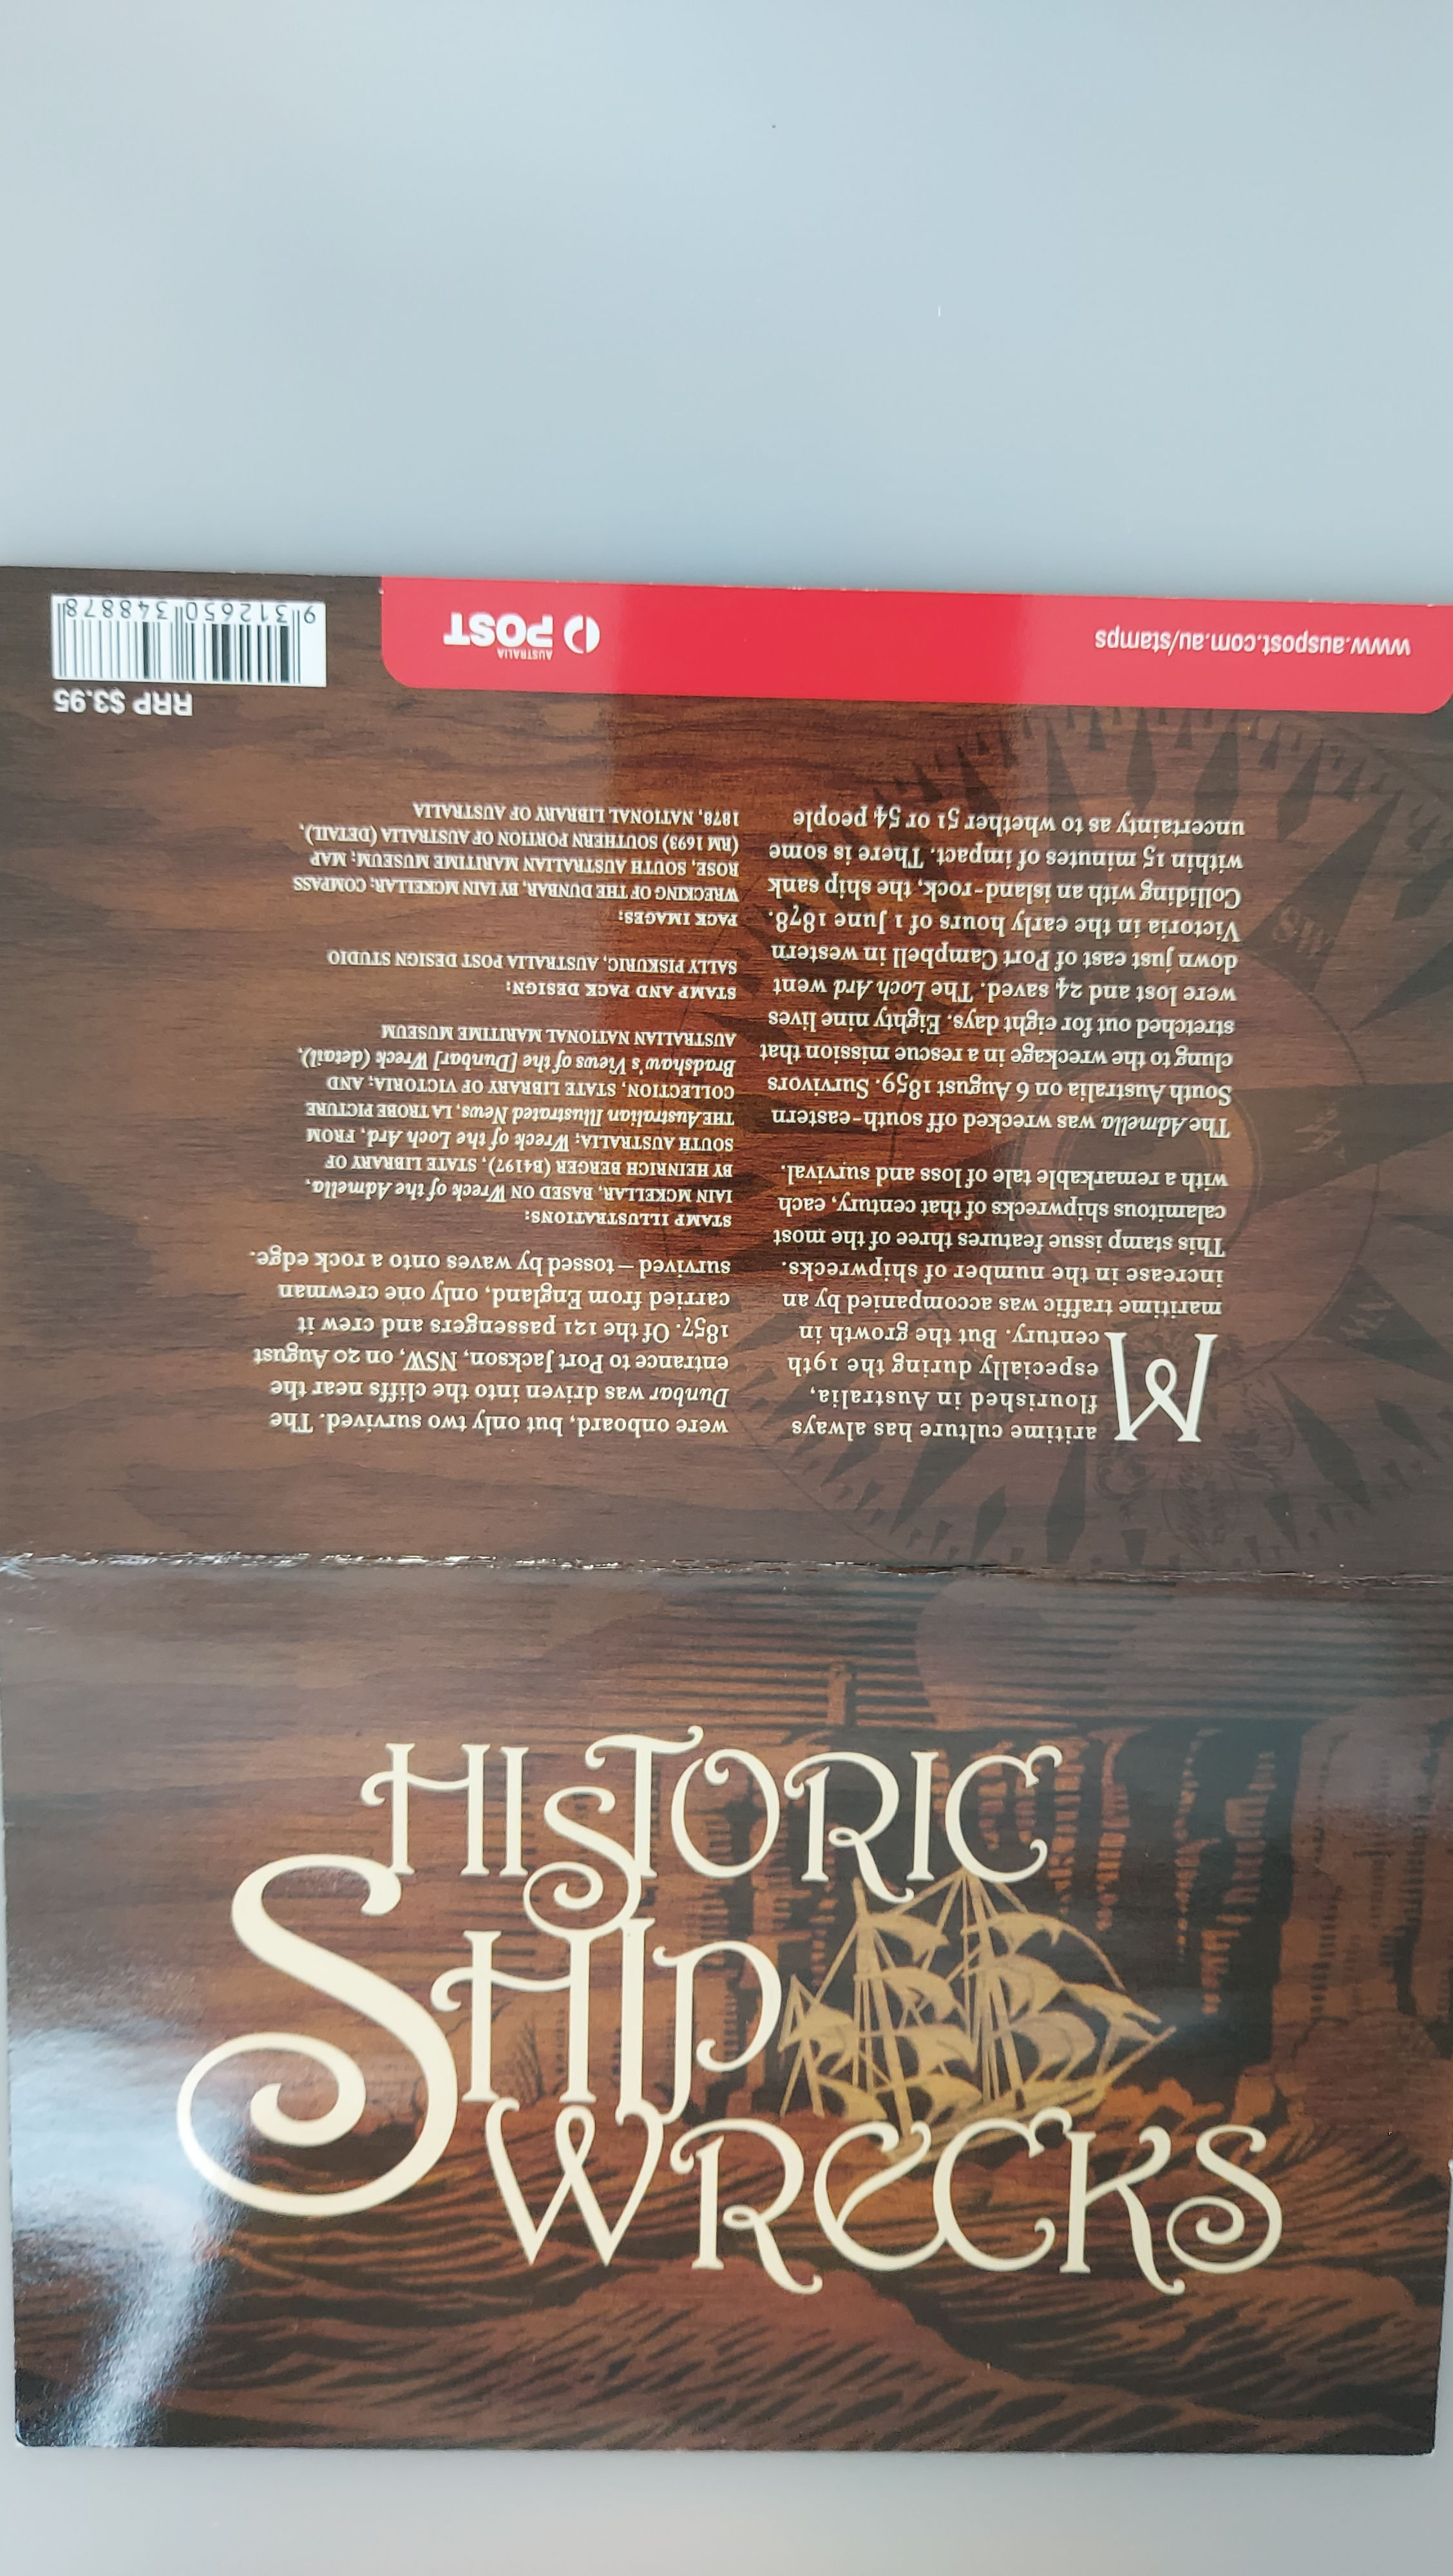 HISTORIC
SHIP
WRECKS
Maritime culture has always
flourished in Australia,
especially during the 19th
century. But the growth in
maritime traffic was accompanied by an
increase in the number of shipwrecks.
This stamp issue features three of the most
calamitous shipwrecks of that century, each
with a remarkable tale of loss and survival.
The Admella was wrecked off south-eastern
South Australia on 6 August 1859. Survivors
clung to the wreckage in a rescue mission that
stretched out for eight days. Eighty nine lives
were lost and 24 saved. The Loch Ard went
down just east of Port Campbell in western
Victoria in the early hours of 1 June 1878.
Colliding with an island-rock, the ship sank
within 15 minutes of impact. There is some
uncertainty as to whether 51 or 54 people
were onboard, but only two survived. The
Dunbar was driven into the cliffs near the
entrance to Port Jackson, NSW, on 20 August
1857. Of the 121 passengers and crew it
carried from England, only one crewman
survived – tossed by waves onto a rock edge.
STAMP ILLUSTRATIONS:
IAIN MCKELLAR, BASED ON Wreck of the Admella,
BY HEINRICH BERGER (B4197), STATE LIBRARY OF
SOUTH AUSTRALIA; Wreck of the Loch Ard, FROM
THE Australian Illustrated News, LA TROBE PICTURE
COLLECTION, STATE LIBRARY OF VICTORIA; AND
Bradshaw's Views of the [Dunbar] Wreck (detail),
AUSTRALIAN NATIONAL MARITIME MUSEUM
STAMP AND PACK DESIGN:
SALLY PISKURIC, AUSTRALIA POST DESIGN STUDIO
PACK IMAGES:
WRECKING OF THE DUNBAR, BY IAIN MCKELLAR; COMPASS
ROSE, SOUTH AUSTRALIAN MARITIME MUSEUM; MAP
(RM 1693) SOUTHERN PORTION OF AUSTRALIA (DETAIL),
1878, NATIONAL LIBRARY OF AUSTRALIA
SW
www.auspost.com.au/stamps
AUSTRALIA
POST
RRP $3.95
9 312650 348878